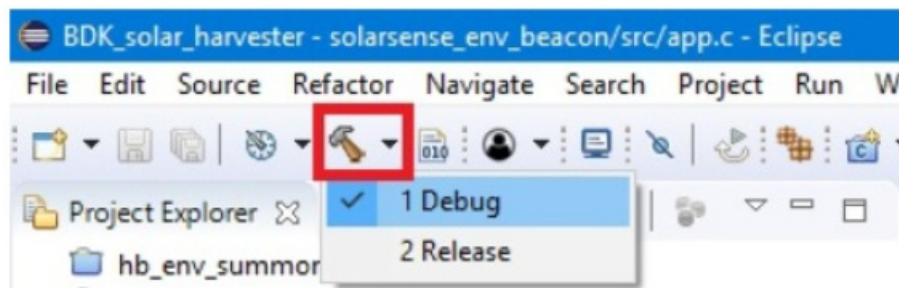 BDK_solar_harvester - solarsense_env_beacon/src/app.c - Eclipse
File Edit Source Refactor Navigate Search Project Run W
010
Project Explorer
1 Debug
2 Release
hb_env_summor